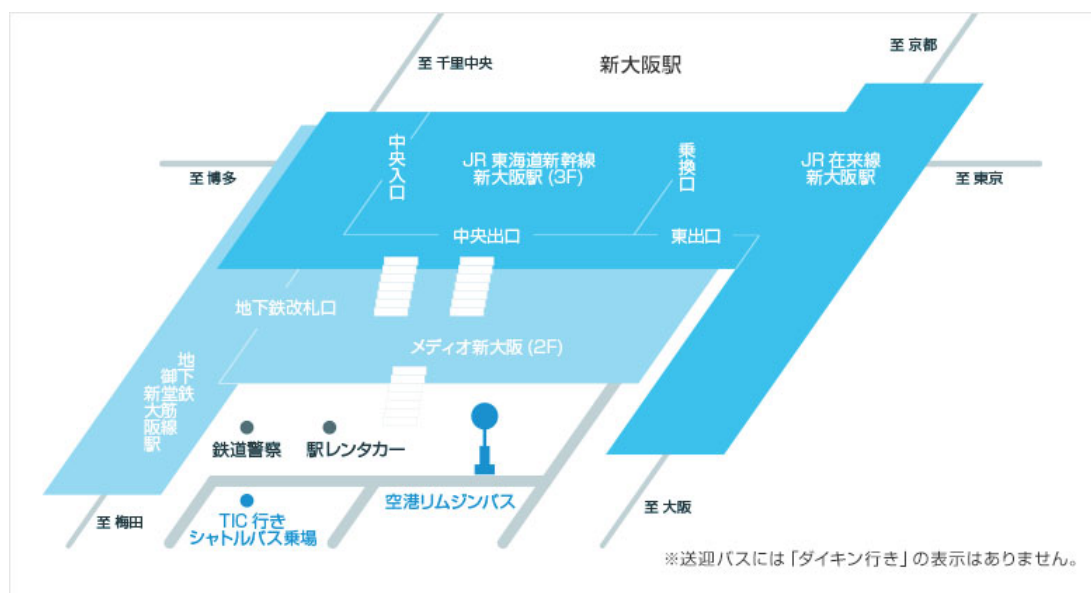 新大阪駅
至 京都
至 千里中央
中央入口
JR 東海道新幹線
新大阪駅 (3F)
乗換口
JR 在来線
新大阪駅
至 博多
至 東京
中央出口
東出口
地下鉄改札口
メディオ新大阪 (2F)
地下鉄
御堂筋線
新大阪駅
鉄道警察
駅レンタカー
空港リムジンバス
至 大阪
至 梅田
TIC 行き
シャトルバス乗場
※送迎バスには「ダイキン行き」の表示はありません。